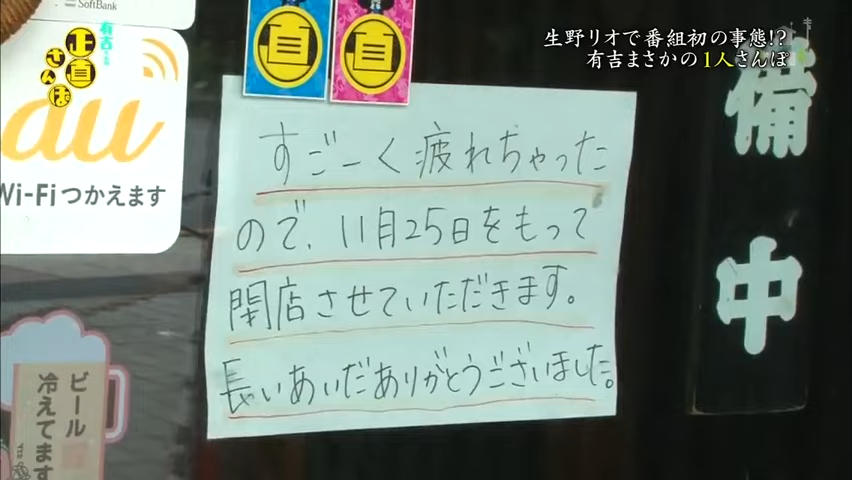 SoftBank
有吉くんの
正直さんぽ
生野リオで番組初の事態!?
有吉まさかの1人さんぽ
au
Wi-Fiつかえます
すごーく疲れちゃった
ので、11月25日をもって
閉店させていただきます。
長いあいだありがとうございました。
備中
ビール
冷えてます